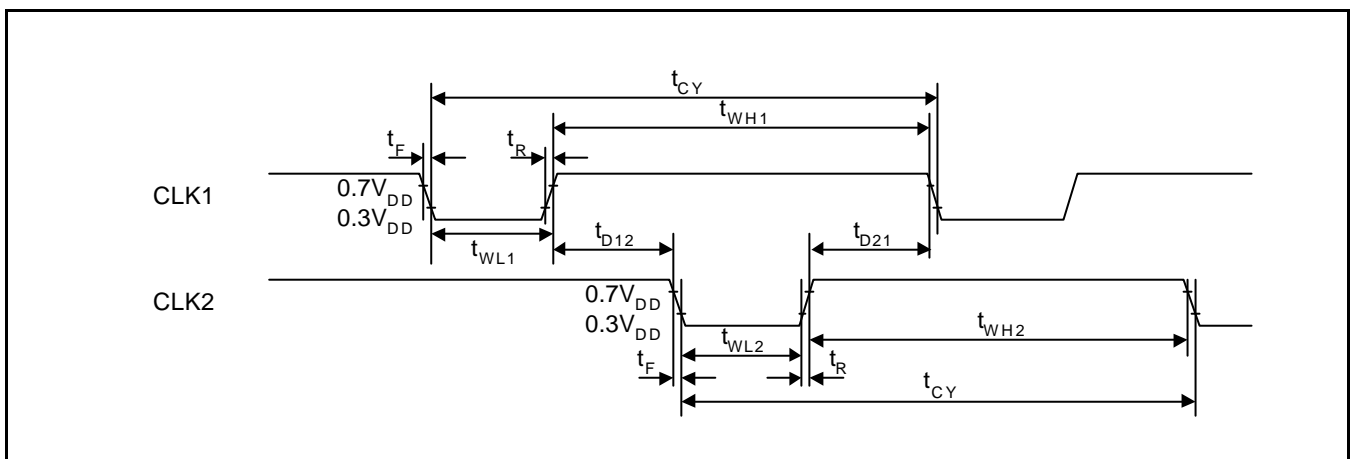 tCY
tWH1
tF
tR
CLK1
0.7VDD
0.3VDD
tWL1
tD12
tD21
CLK2
0.7VDD
0.3VDD
tWL2
tWH2
tF
tR
tCY